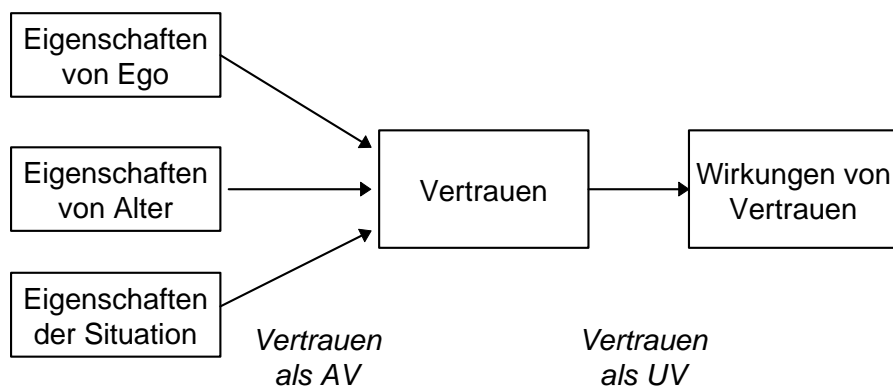 Eigenschaften
von Ego
Eigenschaften
von Alter
Eigenschaften
der Situation
Vertrauen
Wirkungen von
Vertrauen
Vertrauen
als AV
Vertrauen
als UV